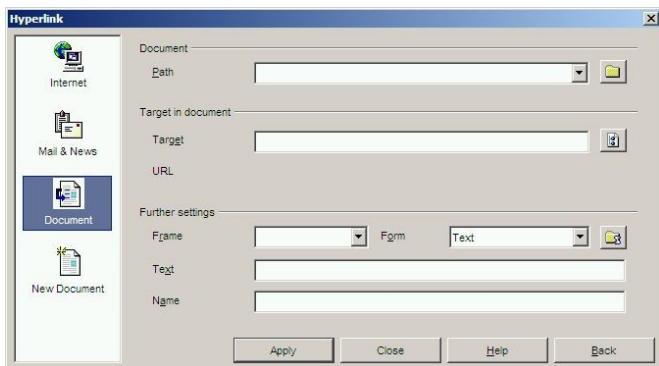 Hyperlink
Internet
Mail & News
Document
New Document
Document
Path
Target in document
Target
URL
Further settings
Frame Form Text
Text
Name
Apply Close Help Back